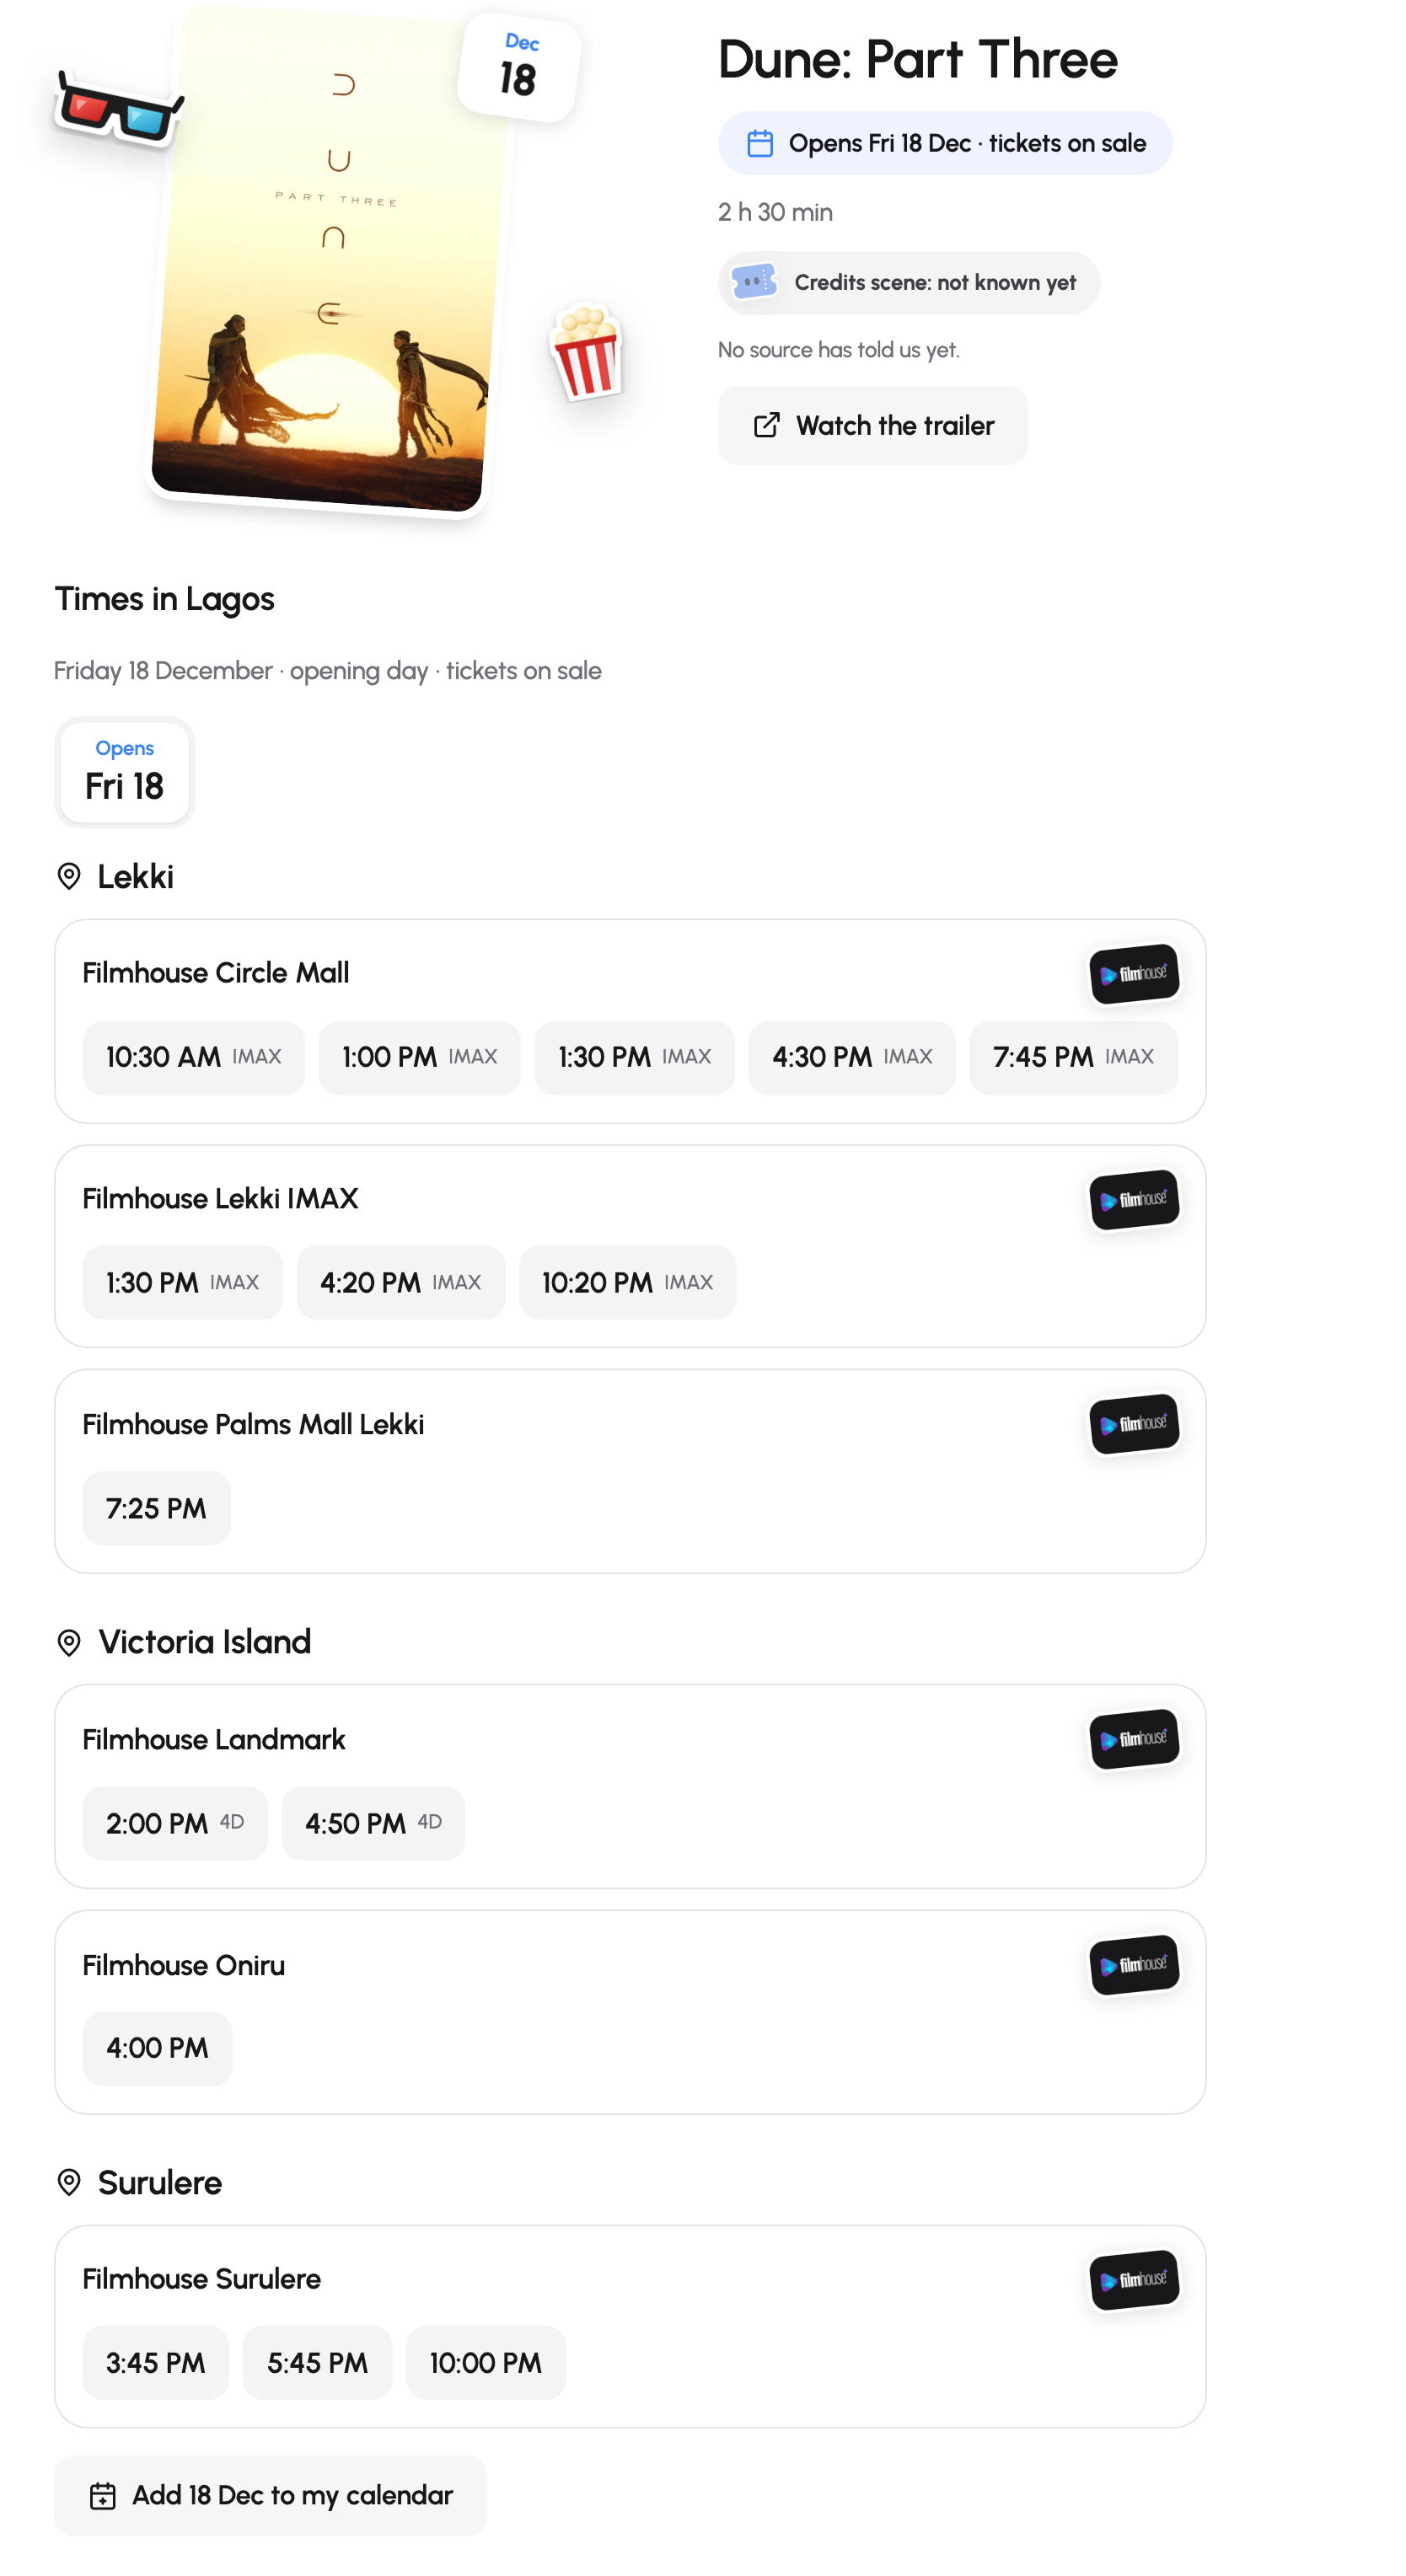 D
U
PART THREE
N
E
Dec
18
Dune: Part Three
Opens Fri 18 Dec · tickets on sale
2 h 30 min
Credits scene: not known yet
No source has told us yet.
Watch the trailer
Times in Lagos
Friday 18 December · opening day · tickets on sale
Opens
Fri 18
Lekki
Filmhouse Circle Mall
filmhouse
10:30 AM IMAX 1:00 PM IMAX 1:30 PM IMAX 4:30 PM IMAX 7:45 PM IMAX
Filmhouse Lekki IMAX
filmhouse
1:30 PM IMAX 4:20 PM IMAX 10:20 PM IMAX
Filmhouse Palms Mall Lekki
filmhouse
7:25 PM
Victoria Island
Filmhouse Landmark
filmhouse
2:00 PM 4D 4:50 PM 4D
Filmhouse Oniru
filmhouse
4:00 PM
Surulere
Filmhouse Surulere
filmhouse
3:45 PM 5:45 PM 10:00 PM
Add 18 Dec to my calendar